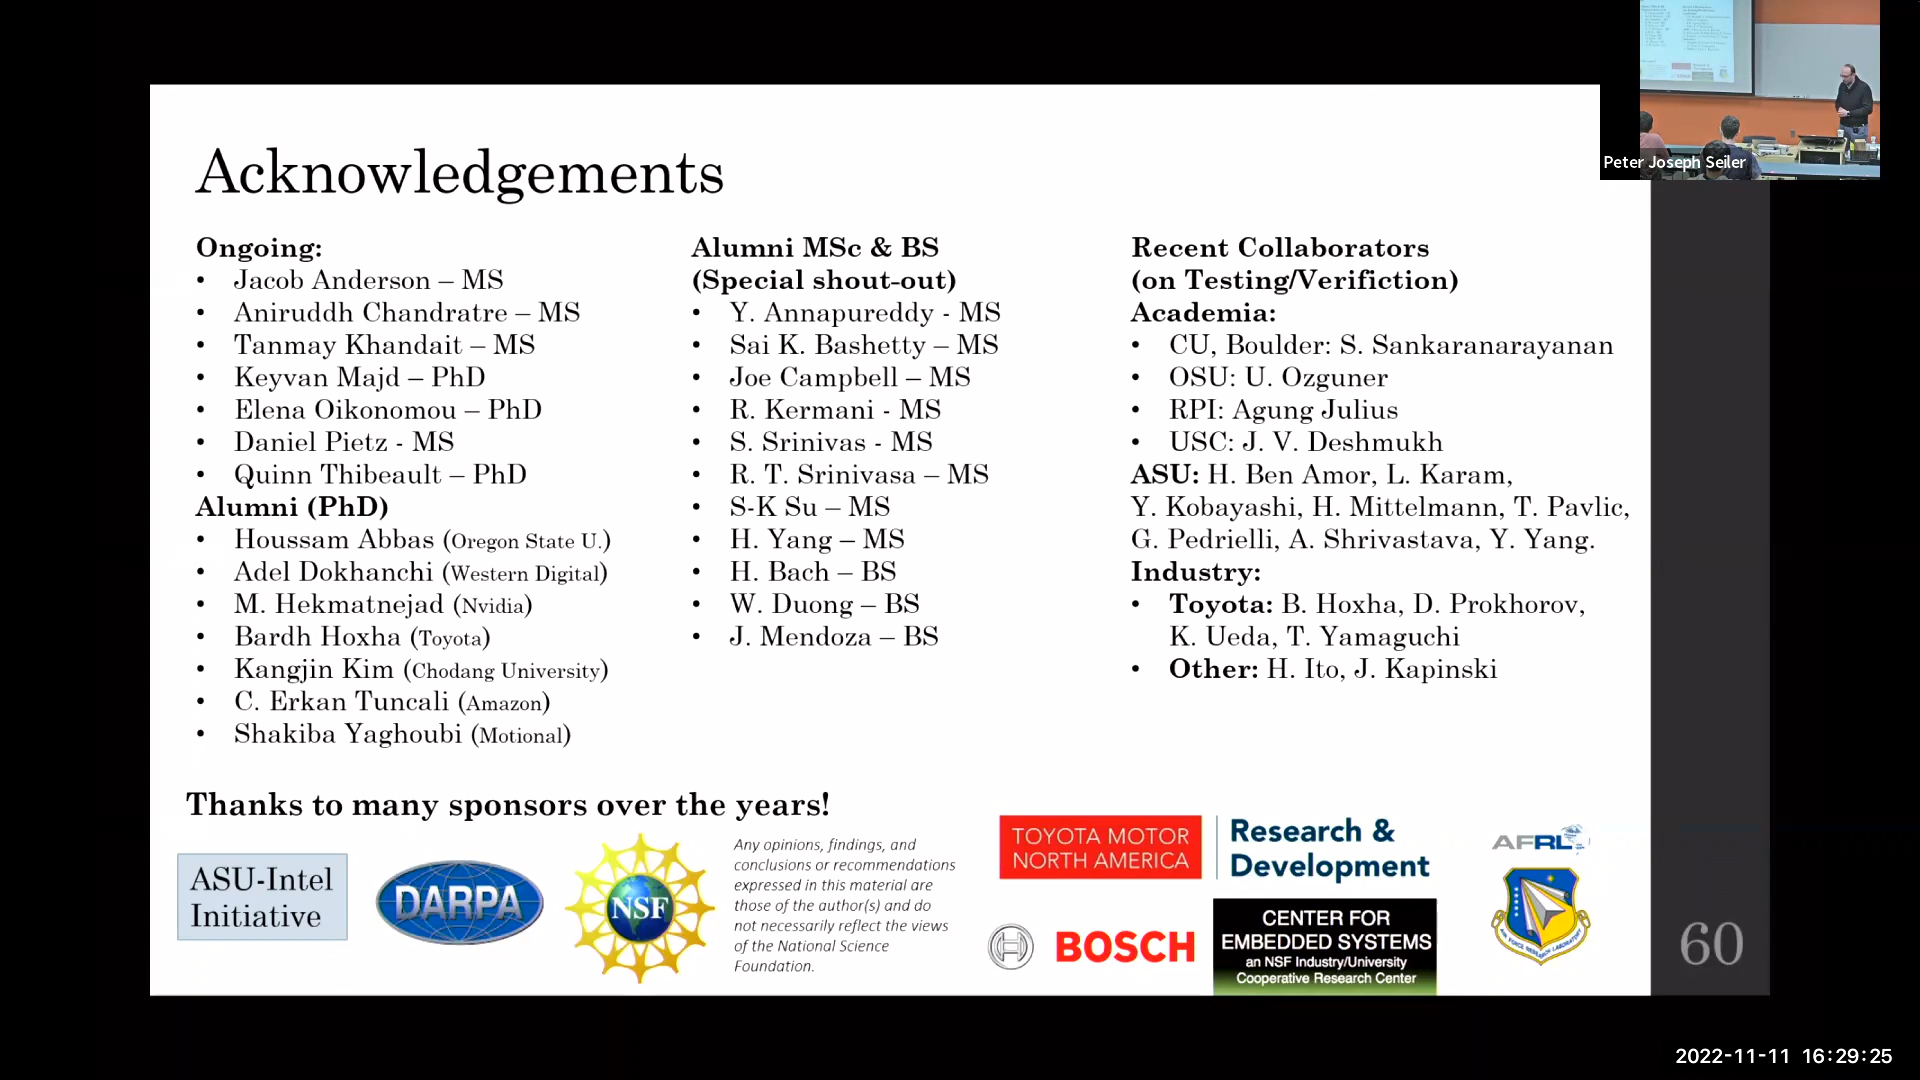 Acknowledgements
Ongoing:
• Jacob Anderson – MS
• Aniruddh Chandratre – MS
• Tanmay Khandait – MS
• Keyvan Majd – PhD
• Elena Oikonomou – PhD
• Daniel Pietz - MS
• Quinn Thibeault – PhD
Alumni (PhD)
• Houssam Abbas (Oregon State U.)
• Adel Dokhanchi (Western Digital)
• M. Hekmatnejad (Nvidia)
• Bardh Hoxha (Toyota)
• Kangjin Kim (Chodang University)
• C. Erkan Tuncali (Amazon)
• Shakiba Yaghoubi (Motional)
Alumni MSc & BS
(Special shout-out)
• Y. Annapureddy - MS
• Sai K. Bashetty – MS
• Joe Campbell – MS
• R. Kermani - MS
• S. Srinivas - MS
• R. T. Srinivasa – MS
• S-K Su – MS
• H. Yang – MS
• H. Bach – BS
• W. Duong – BS
• J. Mendoza – BS
Recent Collaborators
(on Testing/Verifiction)
Academia:
• CU, Boulder: S. Sankaranarayanan
• OSU: U. Ozguner
• RPI: Agung Julius
• USC: J. V. Deshmukh
ASU: H. Ben Amor, L. Karam,
Y. Kobayashi, H. Mittelmann, T. Pavlic,
G. Pedrielli, A. Shrivastava, Y. Yang.
Industry:
• Toyota: B. Hoxha, D. Prokhorov,
K. Ueda, T. Yamaguchi
• Other: H. Ito, J. Kapinski
Thanks to many sponsors over the years!
ASU-Intel
Initiative
DARPA
NSF
Any opinions, findings, and
conclusions or recommendations
expressed in this material are
those of the author(s) and do
not necessarily reflect the views
of the National Science
Foundation.
TOYOTA MOTOR
NORTH AMERICA
Research &
Development
BOSCH
CENTER FOR
EMBEDDED SYSTEMS
an NSF Industry/University
Cooperative Research Center
AFRL
AIR FORCE RESEARCH LABORATORY
60
Peter Joseph Seiler
2022-11-11 16:29:25